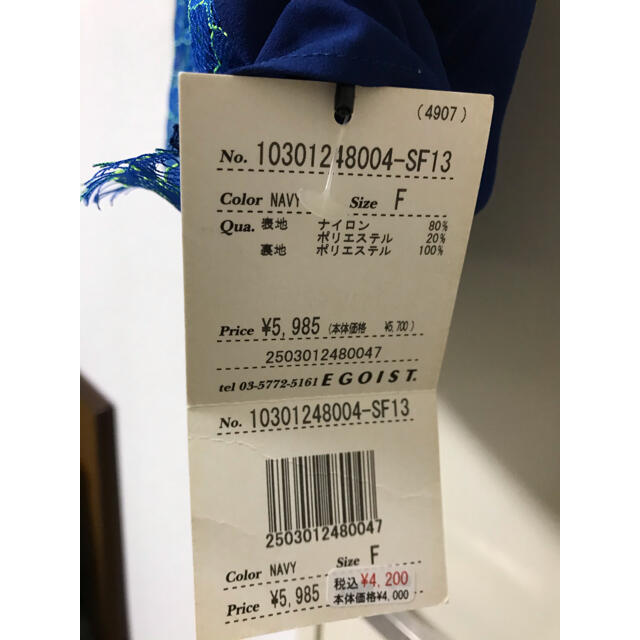 (4907)
No. 10301248004-SF13
Color NAVY Size F
Qua. 表地 ナイロン 80%
ポリエステル 20%
裏地 ポリエステル 100%
Price ¥5,985 (本体価格 ¥5,700)
2503012480047
tel 03-5772-5161 EGOIST.
No. 10301248004-SF13
2503012480047
Color NAVY Size F
Price ¥5,985
税込¥4,200
本体価格¥4,000